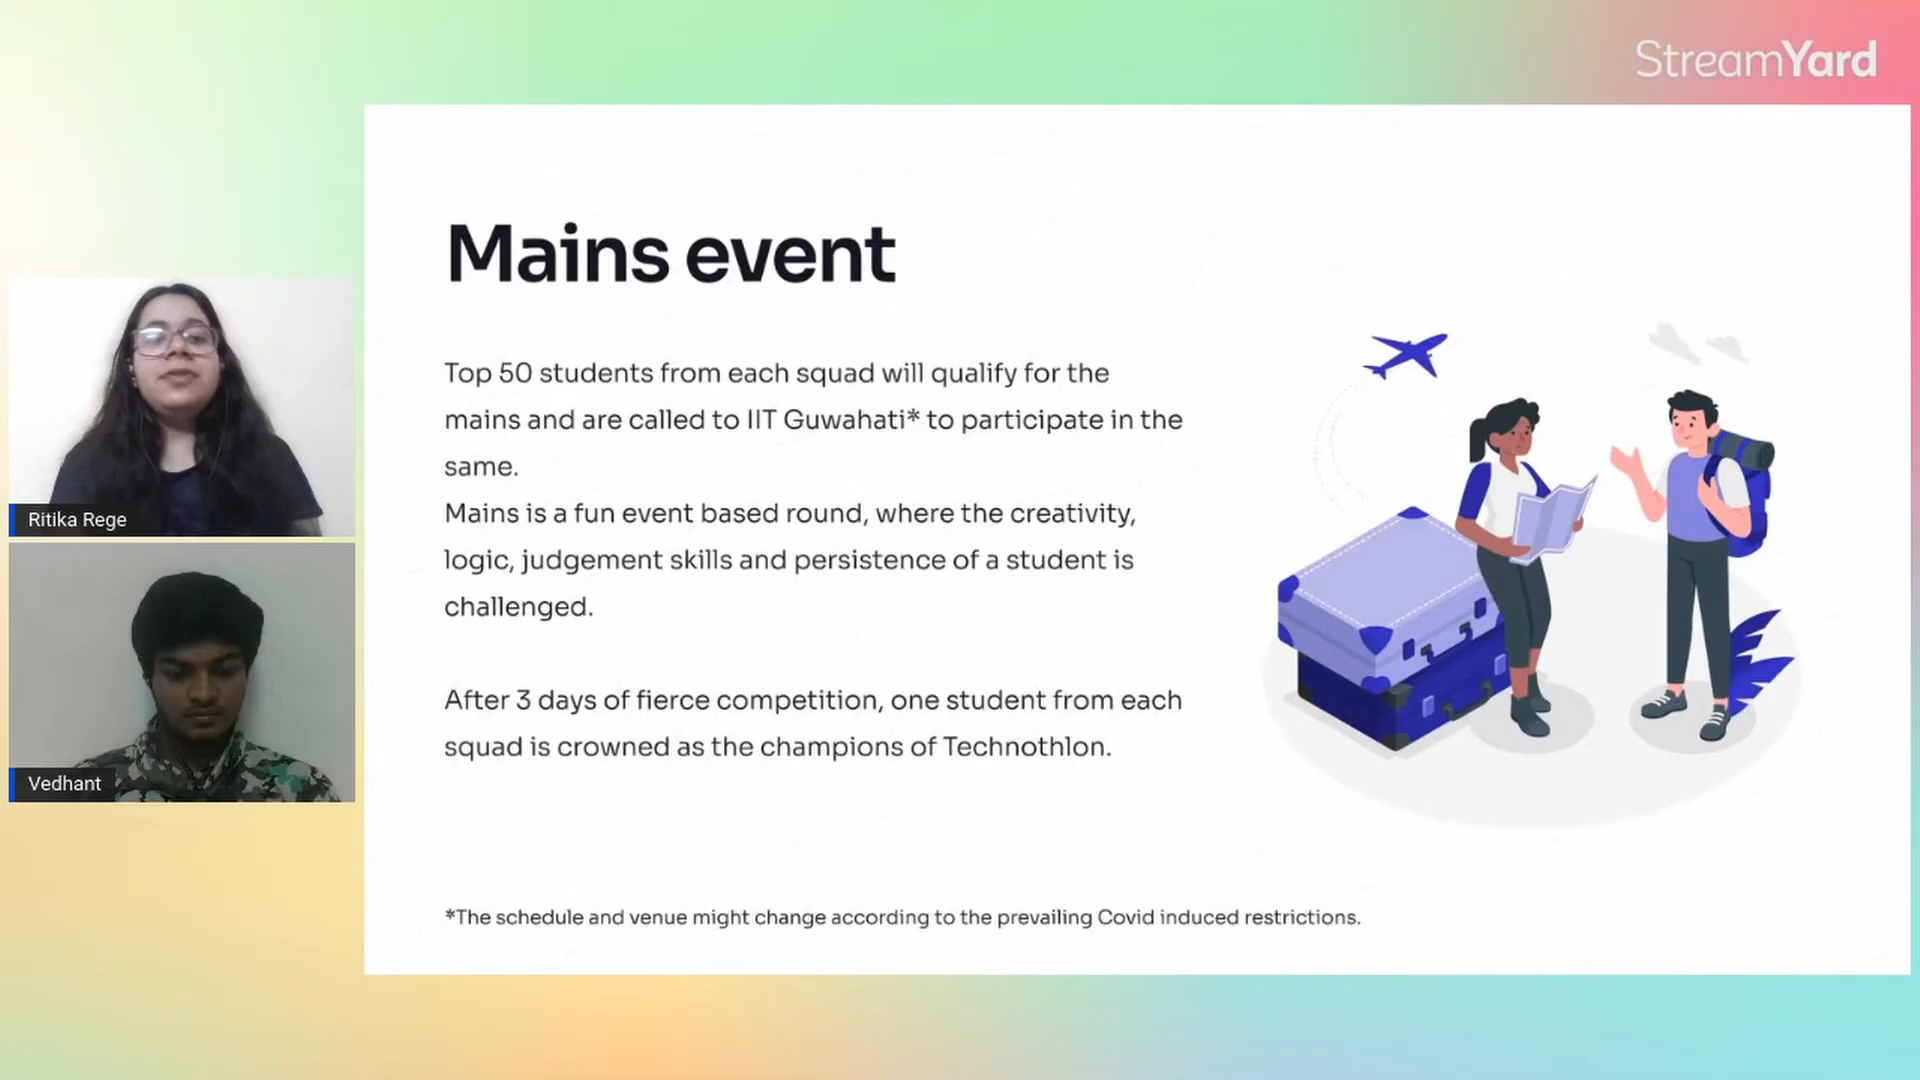 StreamYard
Mains event
Top 50 students from each squad will qualify for the
mains and are called to IIT Guwahati* to participate in the
same.
Mains is a fun event based round, where the creativity,
logic, judgement skills and persistence of a student is
challenged.
After 3 days of fierce competition, one student from each
squad is crowned as the champions of Technothlon.
*The schedule and venue might change according to the prevailing Covid induced restrictions.
Ritika Rege
Vedhant